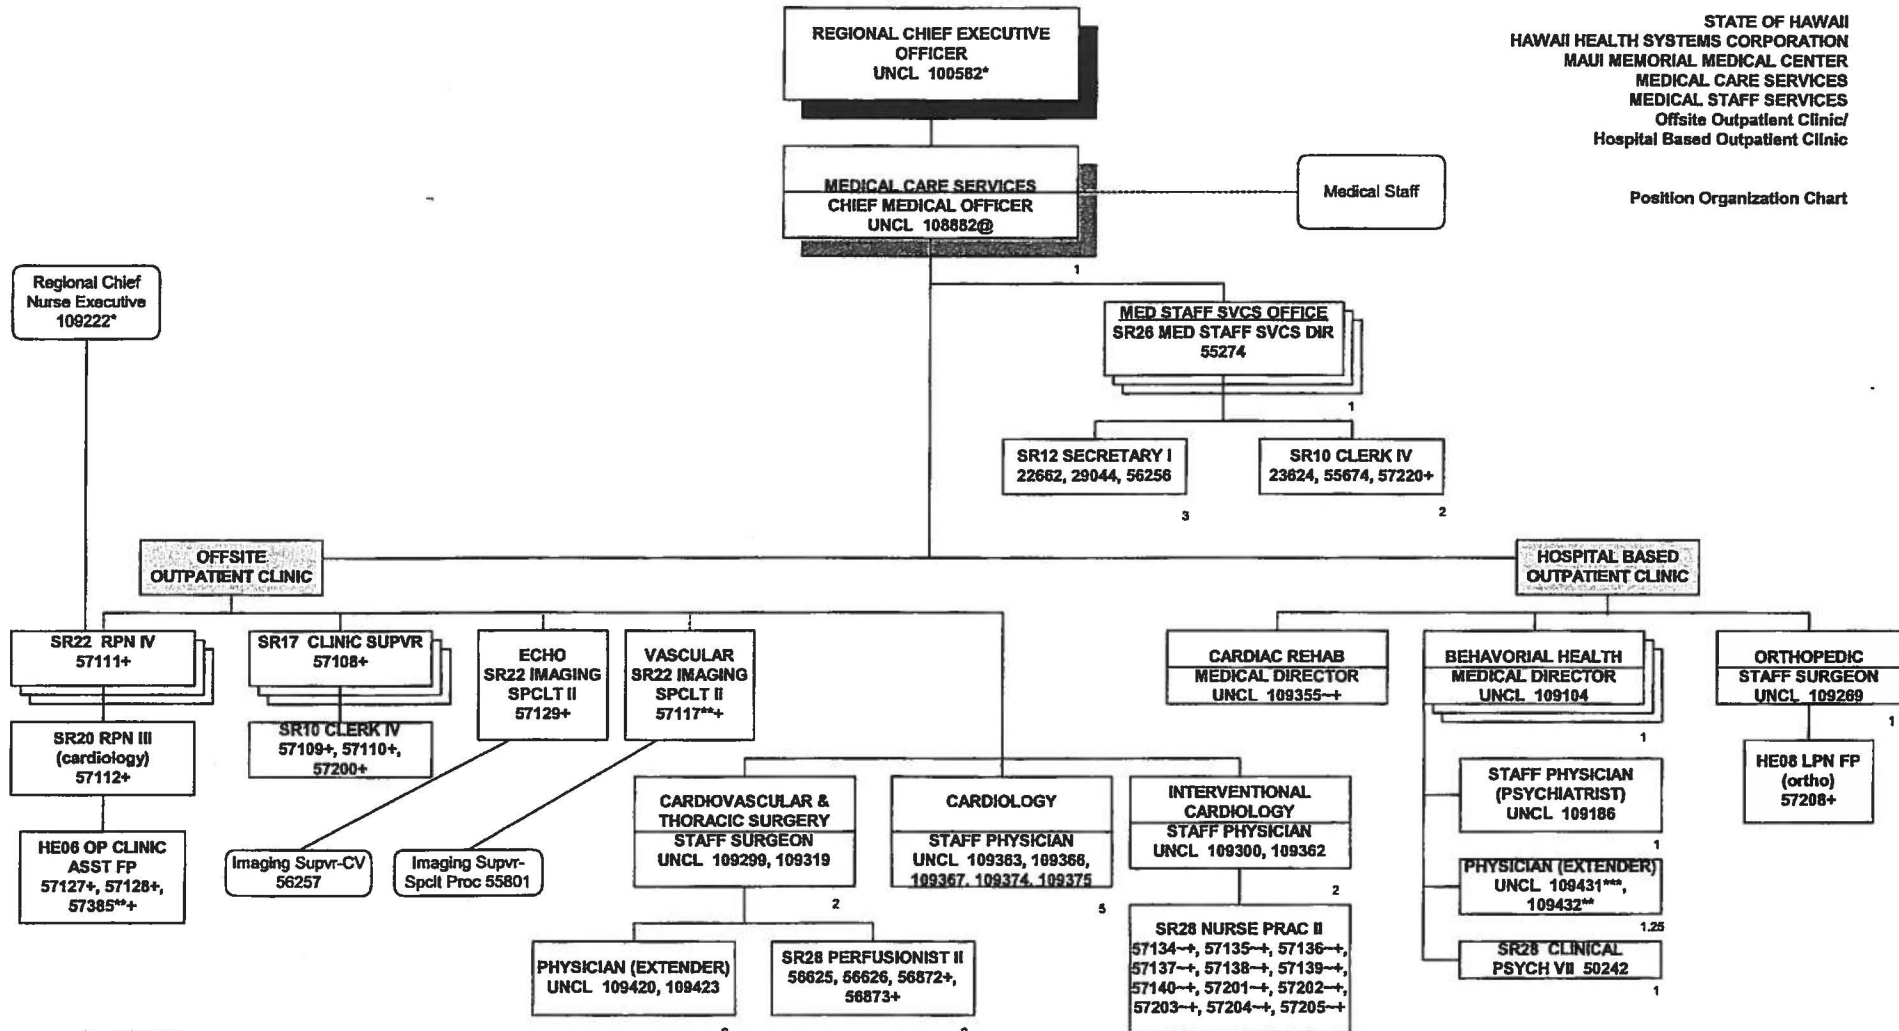 REGIONAL CHIEF EXECUTIVE
OFFICER
UNCL 100582*
STATE OF HAWAII
HAWAII HEALTH SYSTEMS CORPORATION
MAUI MEMORIAL MEDICAL CENTER
MEDICAL CARE SERVICES
MEDICAL STAFF SERVICES
Offsite Outpatient Clinic/
Hospital Based Outpatient Clinic
Position Organization Chart
MEDICAL CARE SERVICES
CHIEF MEDICAL OFFICER
UNCL 108882@
1
Medical Staff
Regional Chief
Nurse Executive
109222*
MED STAFF SVCS OFFICE
SR26 MED STAFF SVCS DIR
55274
1
SR12 SECRETARY I
22662, 29044, 56256
3
SR10 CLERK IV
23624, 55674, 57220+
2
OFFSITE
OUTPATIENT CLINIC
HOSPITAL BASED
OUTPATIENT CLINIC
SR22 RPN IV
57111+
SR20 RPN III
(cardiology)
57112+
HE06 OP CLINIC
ASST FP
57127+, 57128+,
57385**+
SR17 CLINIC SUPVR
57108+
SR10 CLERK IV
57109+, 57110+,
57200+
ECHO
SR22 IMAGING
SPCLT II
57129+
Imaging Supvr-CV
56257
VASCULAR
SR22 IMAGING
SPCLT II
57117**+
Imaging Supvr-
Spclt Proc 55801
CARDIOVASCULAR &
THORACIC SURGERY
STAFF SURGEON
UNCL 109299, 109319
2
PHYSICIAN (EXTENDER)
UNCL 109420, 109423
SR28 PERFUSIONIST II
56625, 56626, 56872+,
56873+
CARDIOLOGY
STAFF PHYSICIAN
UNCL 109363, 109366,
109367, 109374, 109375
5
INTERVENTIONAL
CARDIOLOGY
STAFF PHYSICIAN
UNCL 109300, 109362
2
SR28 NURSE PRAC II
57134~+, 57135~+, 57136~+,
57137~+, 57138~+, 57139~+,
57140~+, 57201~+, 57202~+,
57203~+, 57204~+, 57205~+
CARDIAC REHAB
MEDICAL DIRECTOR
UNCL 109355~+
BEHAVORIAL HEALTH
MEDICAL DIRECTOR
UNCL 109104
1
STAFF PHYSICIAN
(PSYCHIATRIST)
UNCL 109186
1
PHYSICIAN (EXTENDER)
UNCL 109431***,
109432**
1.25
SR28 CLINICAL
PSYCH VII 50242
1
ORTHOPEDIC
STAFF SURGEON
UNCL 109269
1
HE08 LPN FP
(ortho)
57208+